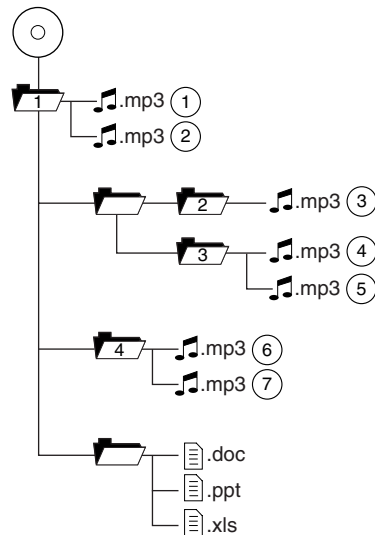 1 .mp3 1
.mp3 2
2 .mp3 3
3 .mp3 4
.mp3 5
4 .mp3 6
.mp3 7
.doc
.ppt
.xls